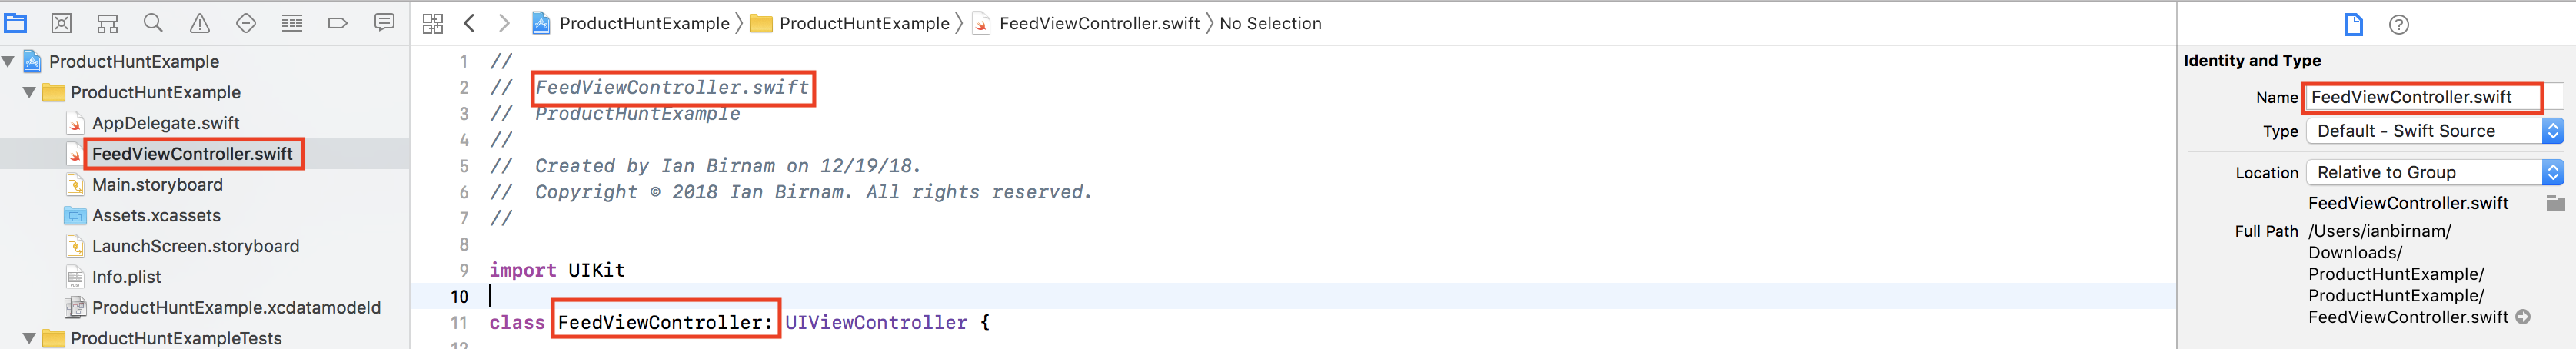 ProductHuntExample
ProductHuntExample
AppDelegate.swift
FeedViewController.swift
Main.storyboard
Assets.xcassets
LaunchScreen.storyboard
Info.plist
ProductHuntExample.xcdatamodeld
ProductHuntExampleTests
ProductHuntExample ProductHuntExample FeedViewController.swift No Selection
1 //
2 // FeedViewController.swift
3 // ProductHuntExample
4 //
5 // Created by Ian Birnam on 12/19/18.
6 // Copyright © 2018 Ian Birnam. All rights reserved.
7 //
8
9 import UIKit
10
11 class FeedViewController: UIViewController {
12
Identity and Type
Name FeedViewController.swift
Type Default - Swift Source
Location Relative to Group
FeedViewController.swift
Full Path /Users/ianbirnam/
Downloads/
ProductHuntExample/
ProductHuntExample/
FeedViewController.swift